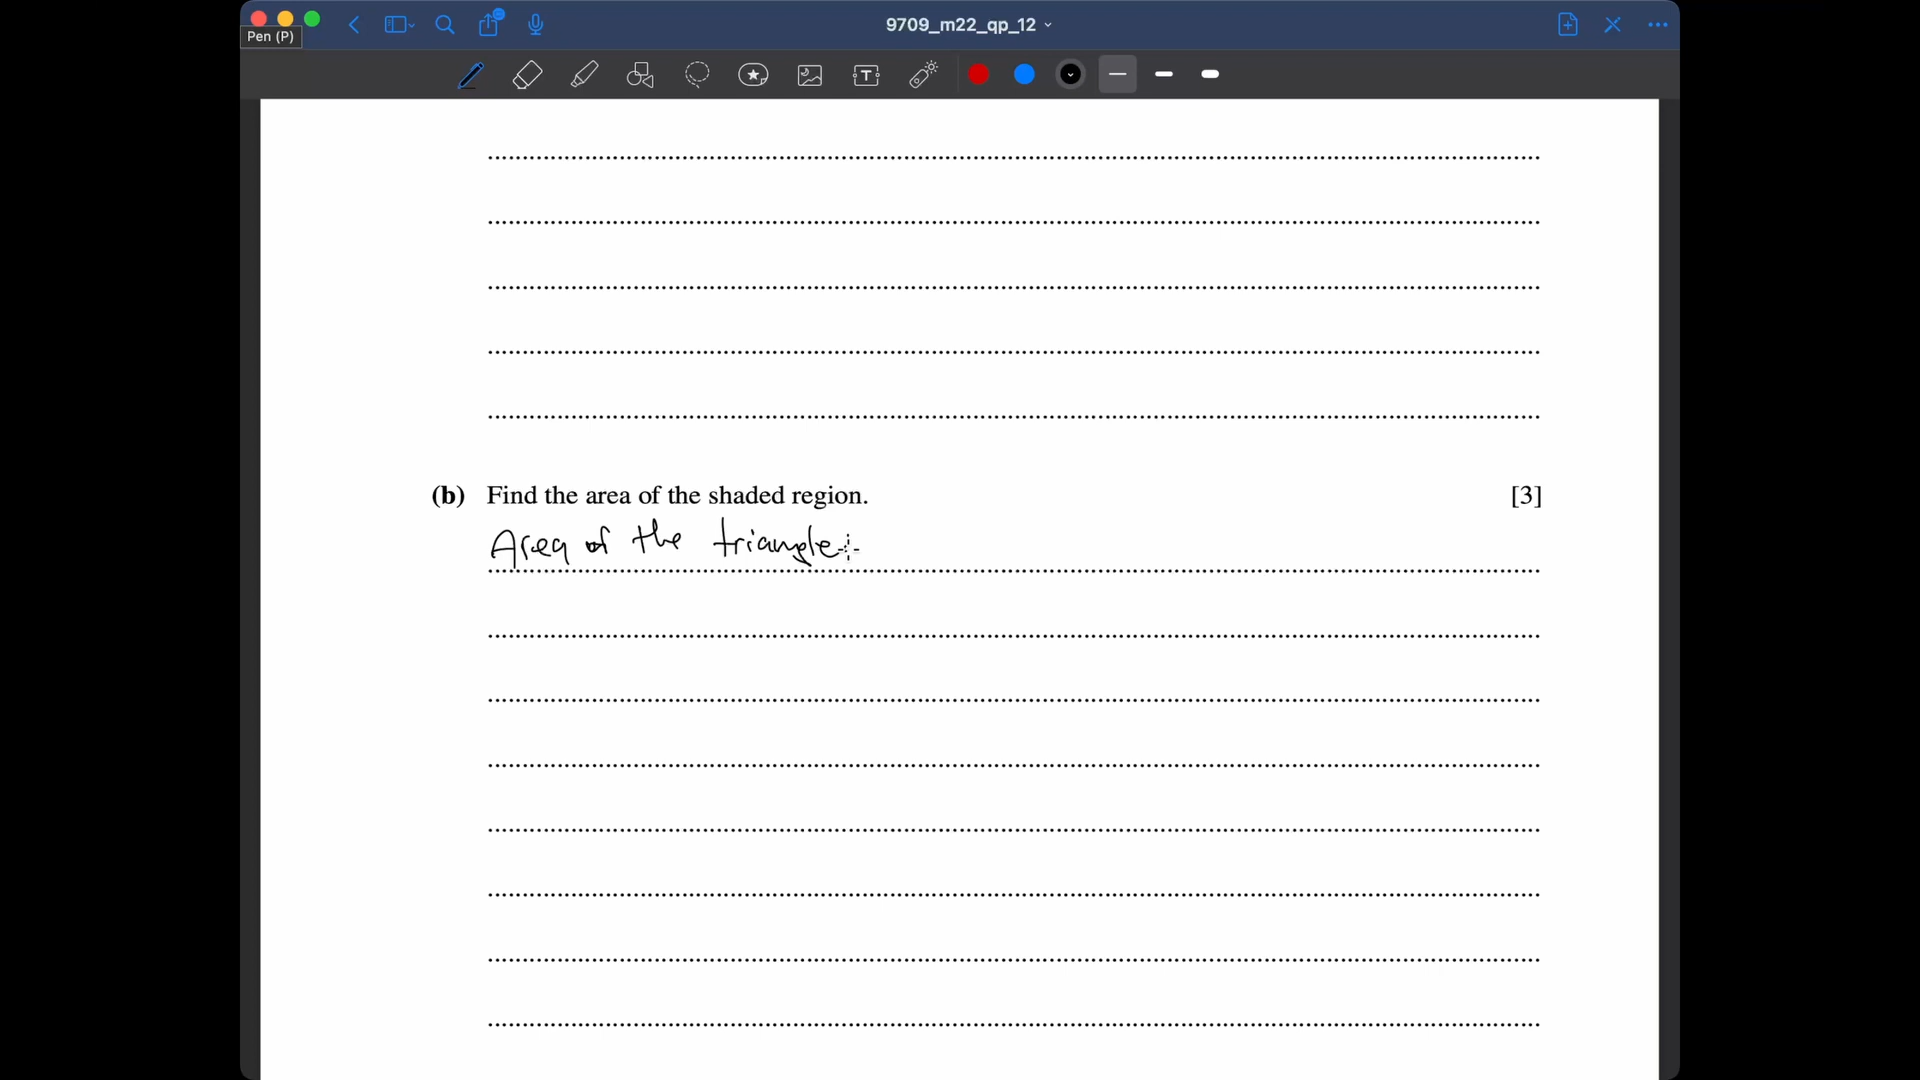 9709_m22_qp_12
Pen (P)
(b) Find the area of the shaded region. [3]
Area of the triangle